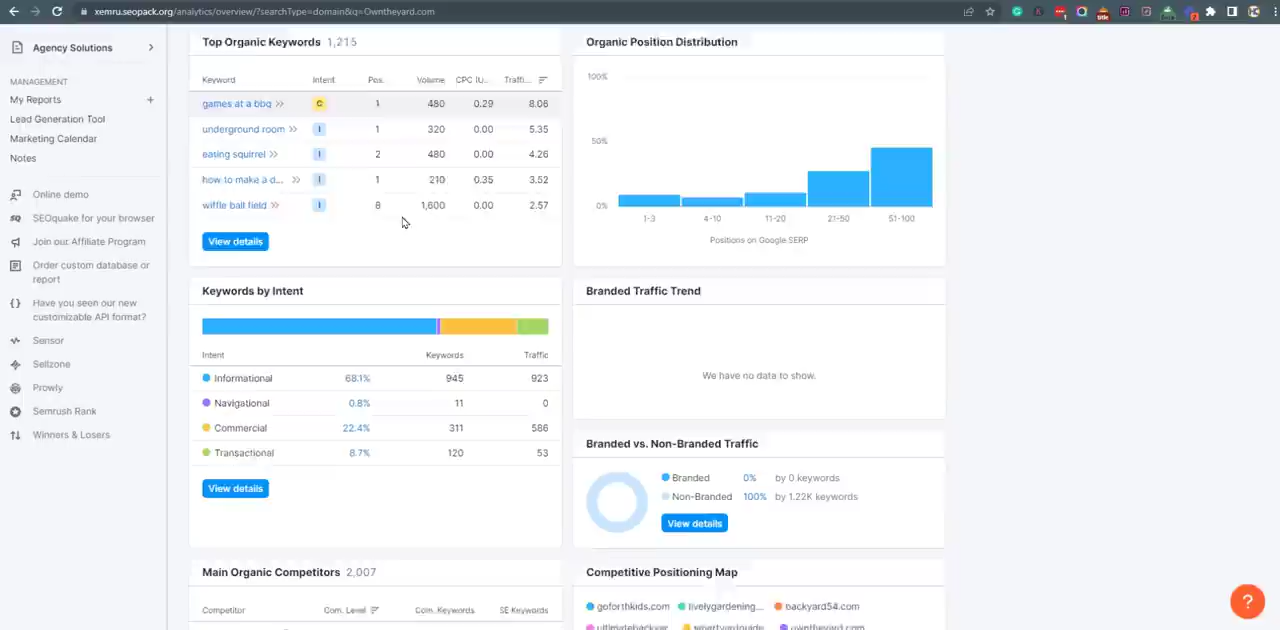 xemru.seopack.org/analytics/overview/?searchType=domain&q=Owntheyard.com
Agency Solutions
MANAGEMENT
My Reports +
Lead Generation Tool
Marketing Calendar
Notes
Online demo
SEOquake for your browser
Join our Affiliate Program
Order custom database or
report
Have you seen our new
customizable API format?
Sensor
Sellzone
Prowly
Semrush Rank
Winners & Losers
Top Organic Keywords 1,215
Keyword Intent Pos. Volume CPC (U... Traffi...
games at a bbq >> C 1 480 0.29 8.06
underground room >> I 1 320 0.00 5.35
eating squirrel >> I 2 480 0.00 4.26
how to make a d... >> I 1 210 0.35 3.52
wiffle ball field >> I 8 1,600 0.00 2.57
View details
Organic Position Distribution
100%
50%
0%
1-3 4-10 11-20 21-50 51-100
Positions on Google SERP
Keywords by Intent
Intent Keywords Traffic
Informational 68.1% 945 923
Navigational 0.8% 11 0
Commercial 22.4% 311 586
Transactional 8.7% 120 53
View details
Branded Traffic Trend
We have no data to show.
Branded vs. Non-Branded Traffic
Branded 0% by 0 keywords
Non-Branded 100% by 1.22K keywords
View details
Main Organic Competitors 2,007
Competitor Com. Level Com. Keywords SE Keywords
Competitive Positioning Map
goforthkids.com livelygardening... backyard54.com
owntheyard.com
?